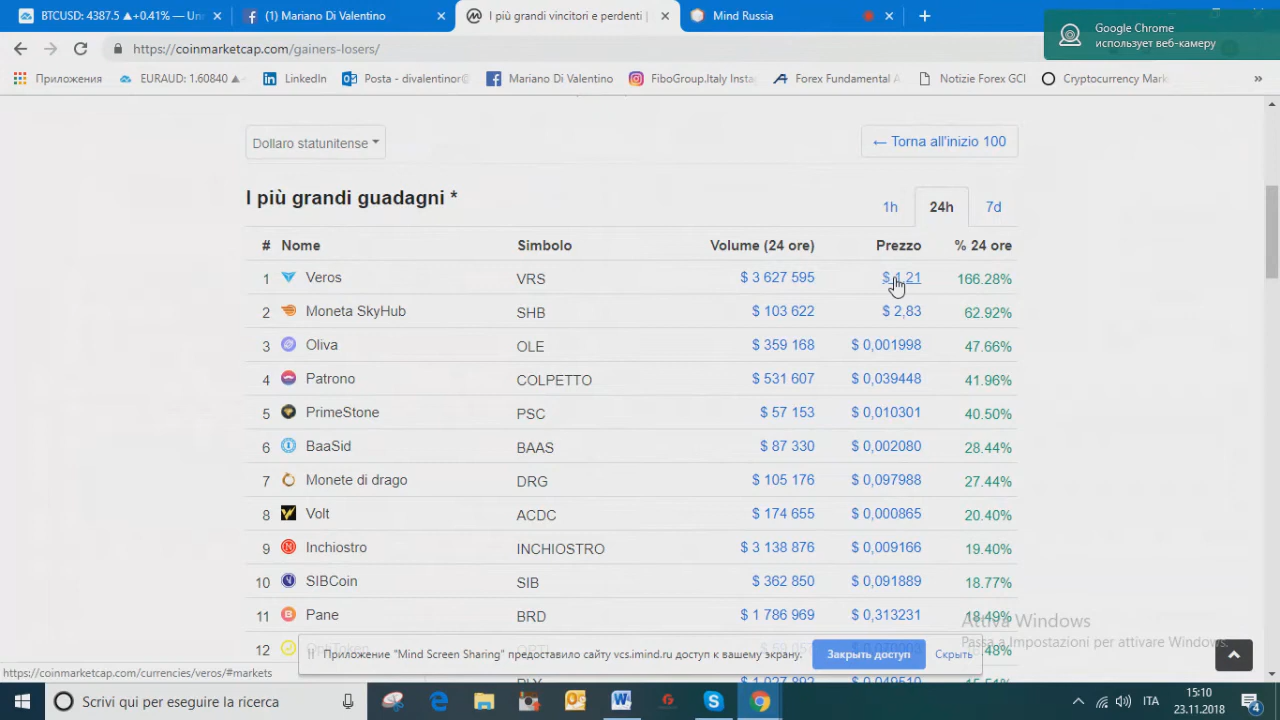 BTCUSD: 4387.5 ▲+0.41% — Unn
(1) Mariano Di Valentino
I più grandi vincitori e perdenti |
Mind Russia
Google Chrome
использует веб-камеру
https://coinmarketcap.com/gainers-losers/
Приложения
EURAUD: 1.60840 ▲
LinkedIn
Posta - divalentino@
Mariano Di Valentino
FiboGroup.Italy Insta
Forex Fundamental A
Notizie Forex GCI
Cryptocurrency Mark
»
Dollaro statunitense
← Torna all'inizio 100
I più grandi guadagni *
1h 24h 7d
# Nome Simbolo Volume (24 ore) Prezzo % 24 ore
1 Veros VRS $ 3 627 595 $ 1,21 166.28%
2 Moneta SkyHub SHB $ 103 622 $ 2,83 62.92%
3 Oliva OLE $ 359 168 $ 0,001998 47.66%
4 Patrono COLPETTO $ 531 607 $ 0,039448 41.96%
5 PrimeStone PSC $ 57 153 $ 0,010301 40.50%
6 BaaSid BAAS $ 87 330 $ 0,002080 28.44%
7 Monete di drago DRG $ 105 176 $ 0,097988 27.44%
8 Volt ACDC $ 174 655 $ 0,000865 20.40%
9 Inchiostro INCHIOSTRO $ 3 138 876 $ 0,009166 19.40%
10 SIBCoin SIB $ 362 850 $ 0,091889 18.77%
11 Pane BRD $ 1 786 969 $ 0,313231 18.49%
Attiva Windows
Passa a Impostazioni per attivare Windows.
12
Приложение "Mind Screen Sharing" предоставило сайту vcs.imind.ru доступ к вашему экрану.
Закрыть доступ
Скрыть
https://coinmarketcap.com/currencies/veros/#markets
Scrivi qui per eseguire la ricerca
ITA
15:10
23.11.2018
4